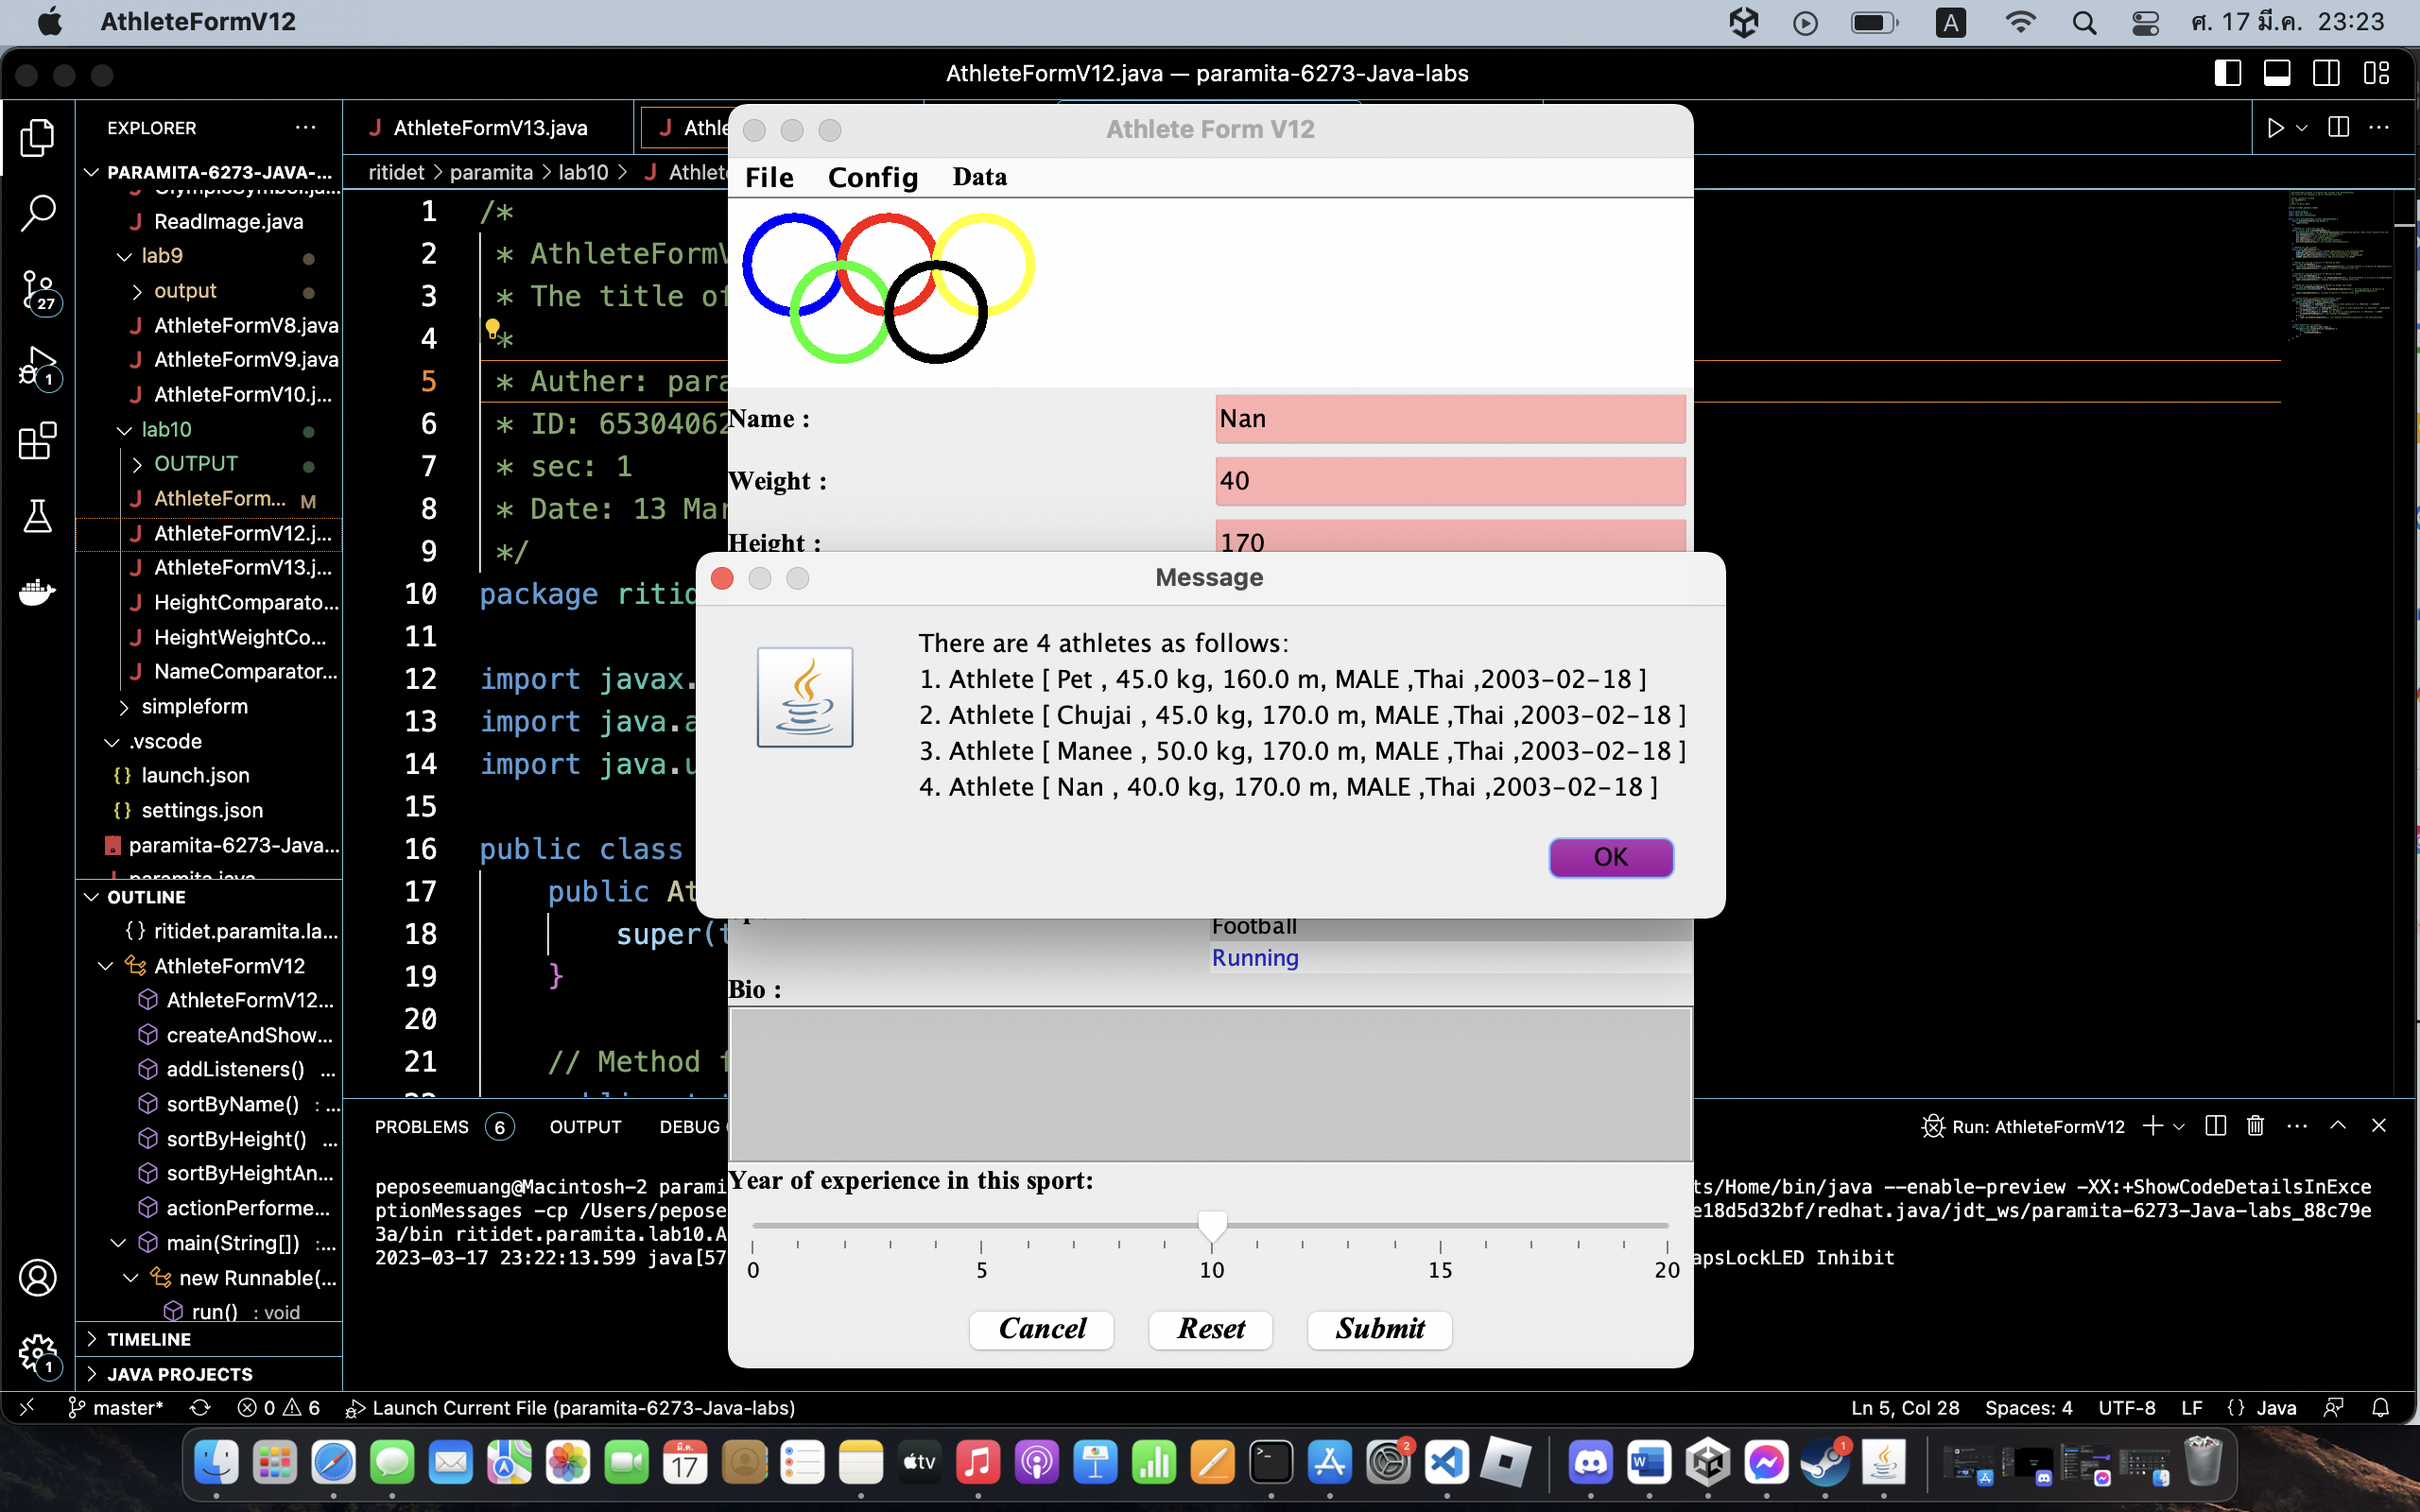 AthleteFormV12
A
ศ. 17 มี.ค. 23:23
AthleteFormV12.java — paramita-6273-Java-labs
EXPLORER
PARAMITA-6273-JAVA-...
ReadImage.java
lab9
output
AthleteFormV8.java
AthleteFormV9.java
AthleteFormV10.j...
lab10
OUTPUT
AthleteForm... M
AthleteFormV12.j...
AthleteFormV13.j...
HeightComparato...
HeightWeightCo...
NameComparator...
simpleform
.vscode
{} launch.json
{} settings.json
paramita-6273-Java...
27
1
OUTLINE
{} ritidet.paramita.la...
AthleteFormV12
AthleteFormV12...
createAndShow...
addListeners() ...
sortByName() : ...
sortByHeight() ...
sortByHeightAn...
actionPerforme...
main(String[]) :...
new Runnable(...
run() : void
TIMELINE
JAVA PROJECTS
1
J AthleteFormV13.java
J Athle
ritidet > paramita > lab10 > J Athlete
1 /*
2 * AthleteFormV
3 * The title of
4 *
5 * Auther: para
6 * ID: 65304062
7 * sec: 1
8 * Date: 13 Mar
9 */
10 package ritid
11
12 import javax.
13 import java.a
14 import java.u
15
16 public class
17 public At
18 super(t
19 }
20
21 // Method f
Athlete Form V12
File Config Data
Name : Nan
Weight : 40
Height : 170
Message
There are 4 athletes as follows:
1. Athlete [ Pet , 45.0 kg, 160.0 m, MALE ,Thai ,2003-02-18 ]
2. Athlete [ Chujai , 45.0 kg, 170.0 m, MALE ,Thai ,2003-02-18 ]
3. Athlete [ Manee , 50.0 kg, 170.0 m, MALE ,Thai ,2003-02-18 ]
4. Athlete [ Nan , 40.0 kg, 170.0 m, MALE ,Thai ,2003-02-18 ]
OK
Football
Running
Bio :
Year of experience in this sport:
0 5 10 15 20
Cancel Reset Submit
PROBLEMS 6 OUTPUT DEBUG
Run: AthleteFormV12
peposeemuang@Macintosh-2 parami ts/Home/bin/java --enable-preview -XX:+ShowCodeDetailsInExce
ptionMessages -cp /Users/pepose e18d5d32bf/redhat.java/jdt_ws/paramita-6273-Java-labs_88c79e
3a/bin ritidet.paramita.lab10.A
2023-03-17 23:22:13.599 java[57 apsLockLED Inhibit
master* 0 6 Launch Current File (paramita-6273-Java-labs)
Ln 5, Col 28 Spaces: 4 UTF-8 LF {} Java
มี.ค.
17
tv
2
W
1